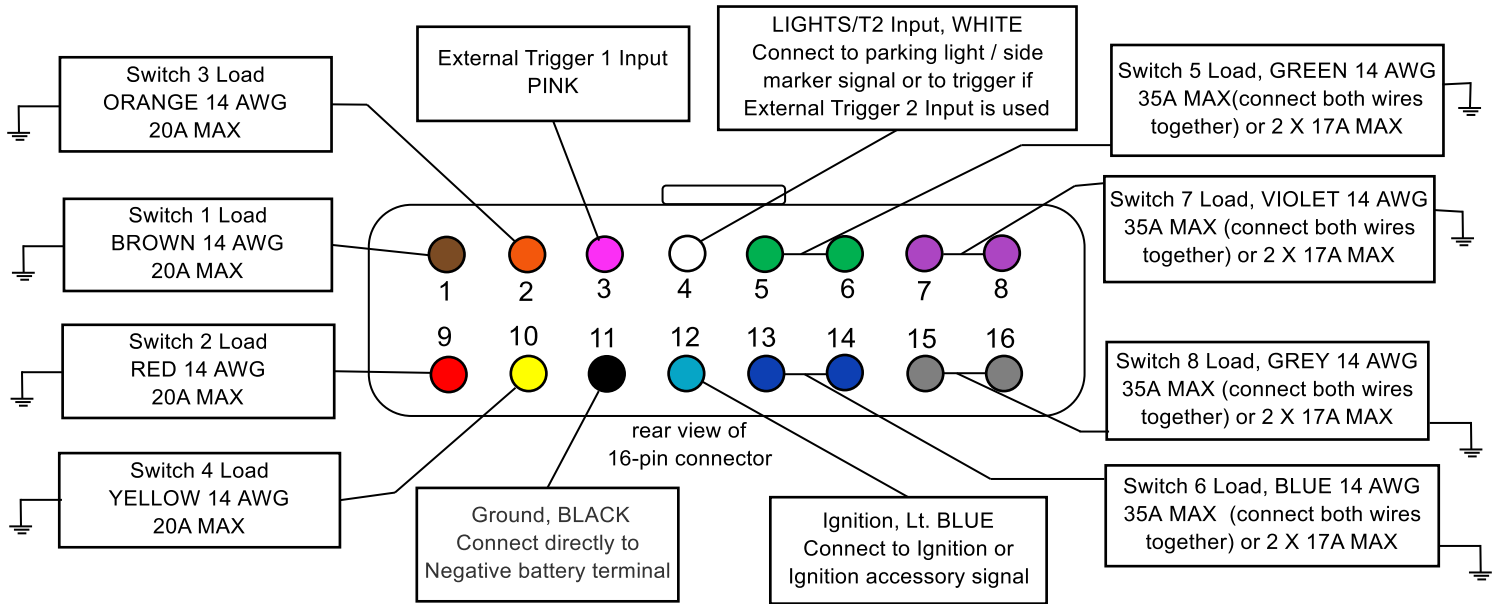 Switch 3 Load
ORANGE 14 AWG
20A MAX
External Trigger 1 Input
PINK
LIGHTS/T2 Input, WHITE
Connect to parking light / side
marker signal or to trigger if
External Trigger 2 Input is used
Switch 5 Load, GREEN 14 AWG
35A MAX(connect both wires
together) or 2 X 17A MAX
Switch 1 Load
BROWN 14 AWG
20A MAX
Switch 7 Load, VIOLET 14 AWG
35A MAX (connect both wires
together) or 2 X 17A MAX
1 2 3 4 5 6 7 8
9 10 11 12 13 14 15 16
Switch 2 Load
RED 14 AWG
20A MAX
Switch 8 Load, GREY 14 AWG
35A MAX (connect both wires
together) or 2 X 17A MAX
rear view of
16-pin connector
Switch 4 Load
YELLOW 14 AWG
20A MAX
Ground, BLACK
Connect directly to
Negative battery terminal
Ignition, Lt. BLUE
Connect to Ignition or
Ignition accessory signal
Switch 6 Load, BLUE 14 AWG
35A MAX  (connect both wires
together) or 2 X 17A MAX